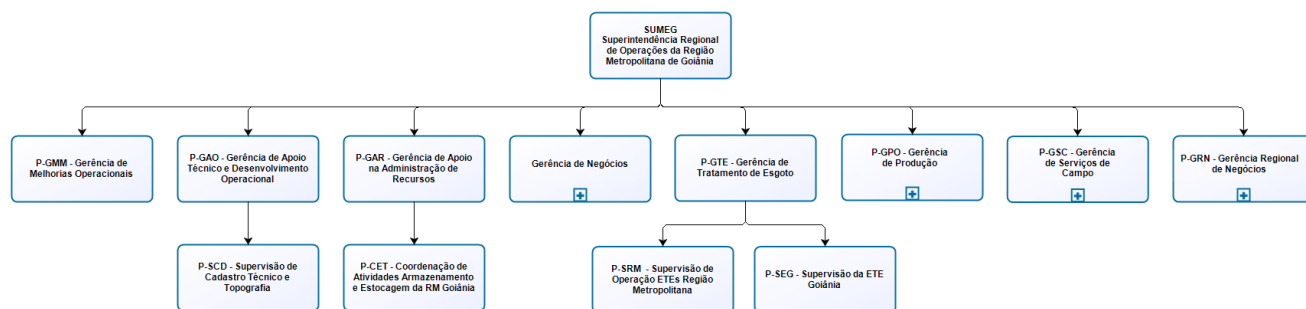 SUMEG
Superintendência Regional
de Operações da Região
Metropolitana de Goiânia
P-GMM - Gerência de
Melhorias Operacionais
P-GAO - Gerência de Apoio
Técnico e Desenvolvimento
Operacional
P-GAR - Gerência de Apoio
na Administração de
Recursos
Gerência de Negócios
P-GTE - Gerência de
Tratamento de Esgoto
P-GPO - Gerência
de Produção
P-GSC - Gerência
de Serviços de
Campo
P-GRN - Gerência Regional
de Negócios
P-SCD - Supervisão de
Cadastro Técnico e
Topografia
P-CET - Coordenação de
Atividades Armazenamento
e Estocagem da RM Goiânia
P-SRM - Supervisão de
Operação ETEs Região
Metropolitana
P-SEG - Supervisão da ETE
Goiânia